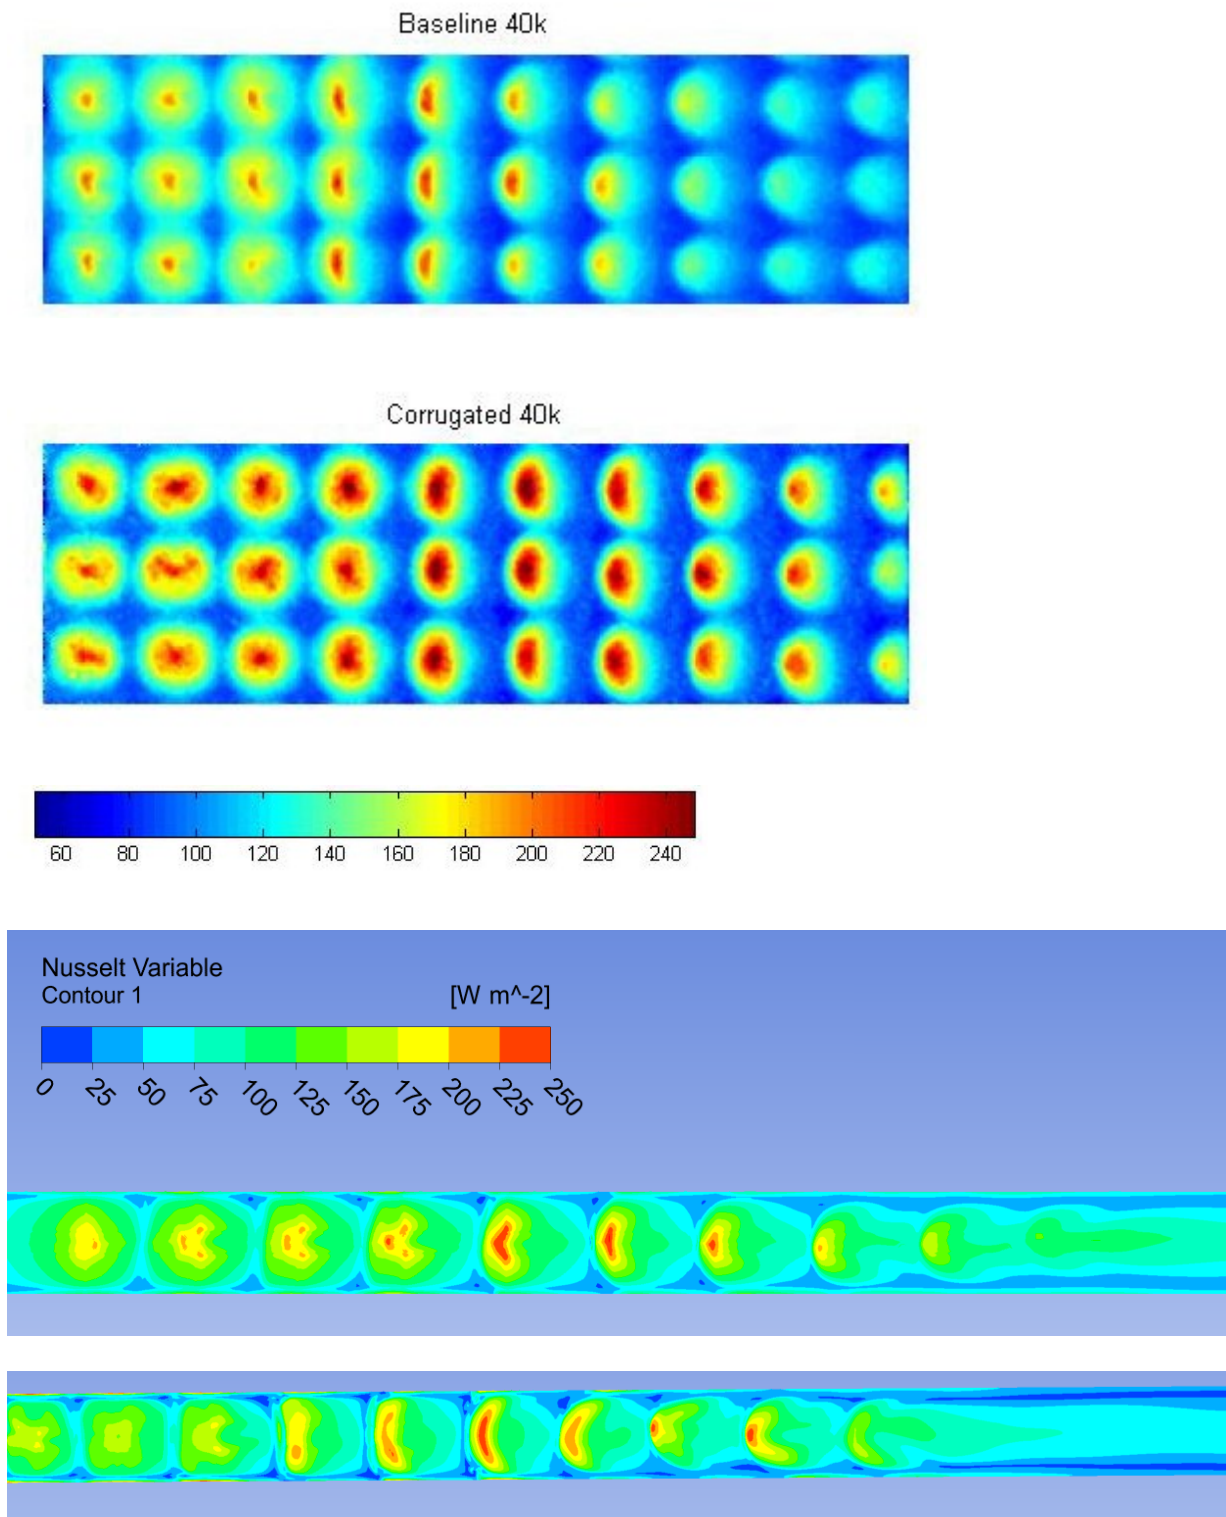 Baseline 40k
Corrugated 40k
60 80 100 120 140 160 180 200 220 240
Nusselt Variable
Contour 1 [W m^-2]
0 25 50 75 100 125 150 175 200 225 250